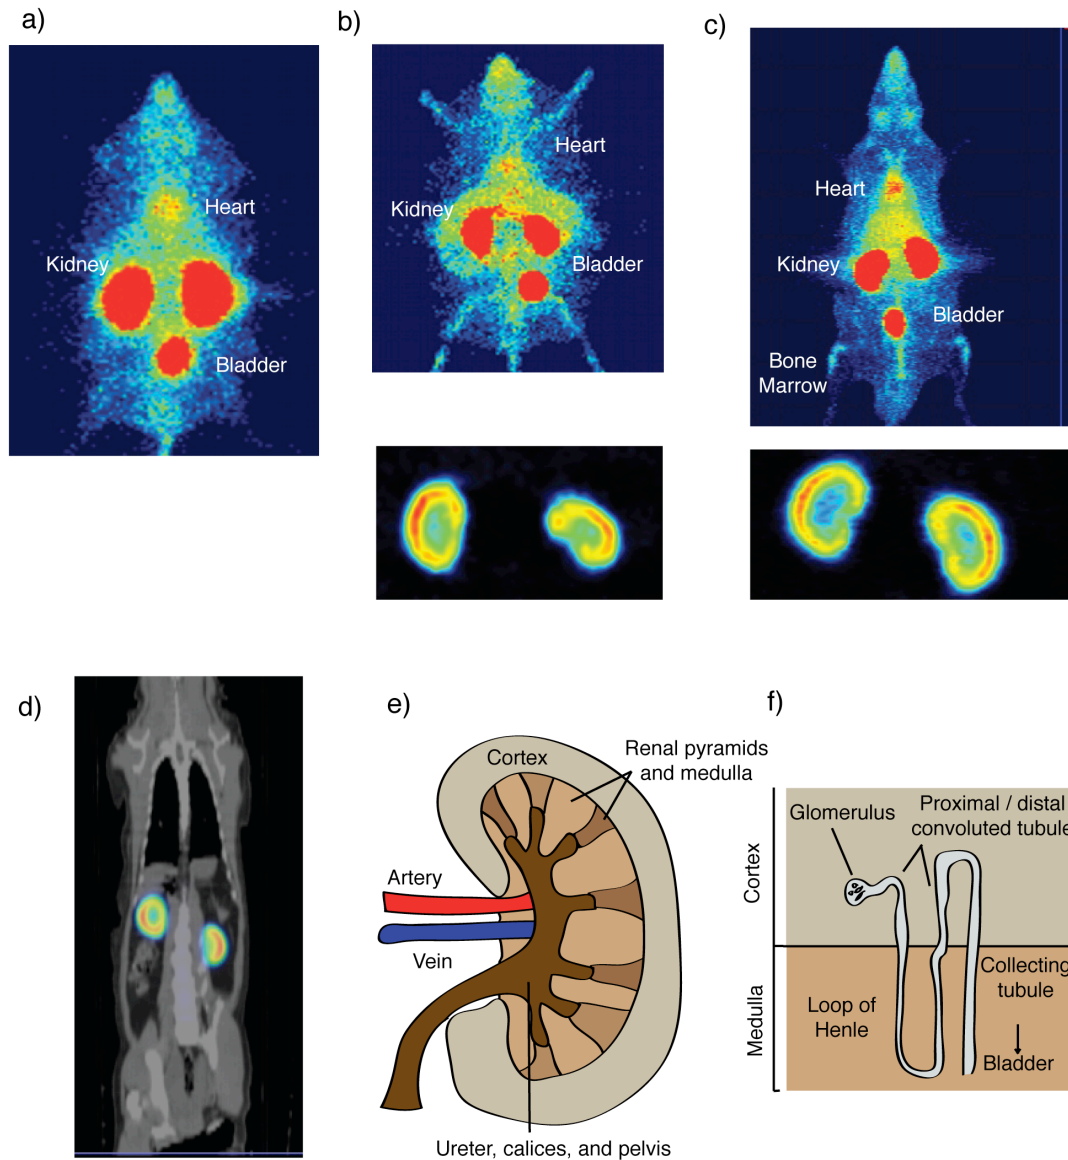 a)
Heart
Kidney
Bladder
b)
Heart
Kidney
Bladder
c)
Heart
Kidney
Bladder
Bone
Marrow
d)
e)
Cortex
Renal pyramids
and medulla
Artery
Vein
Ureter, calices, and pelvis
f)
Cortex
Medulla
Glomerulus
Proximal / distal
convoluted tubule
Loop of
Henle
Collecting
tubule
Bladder